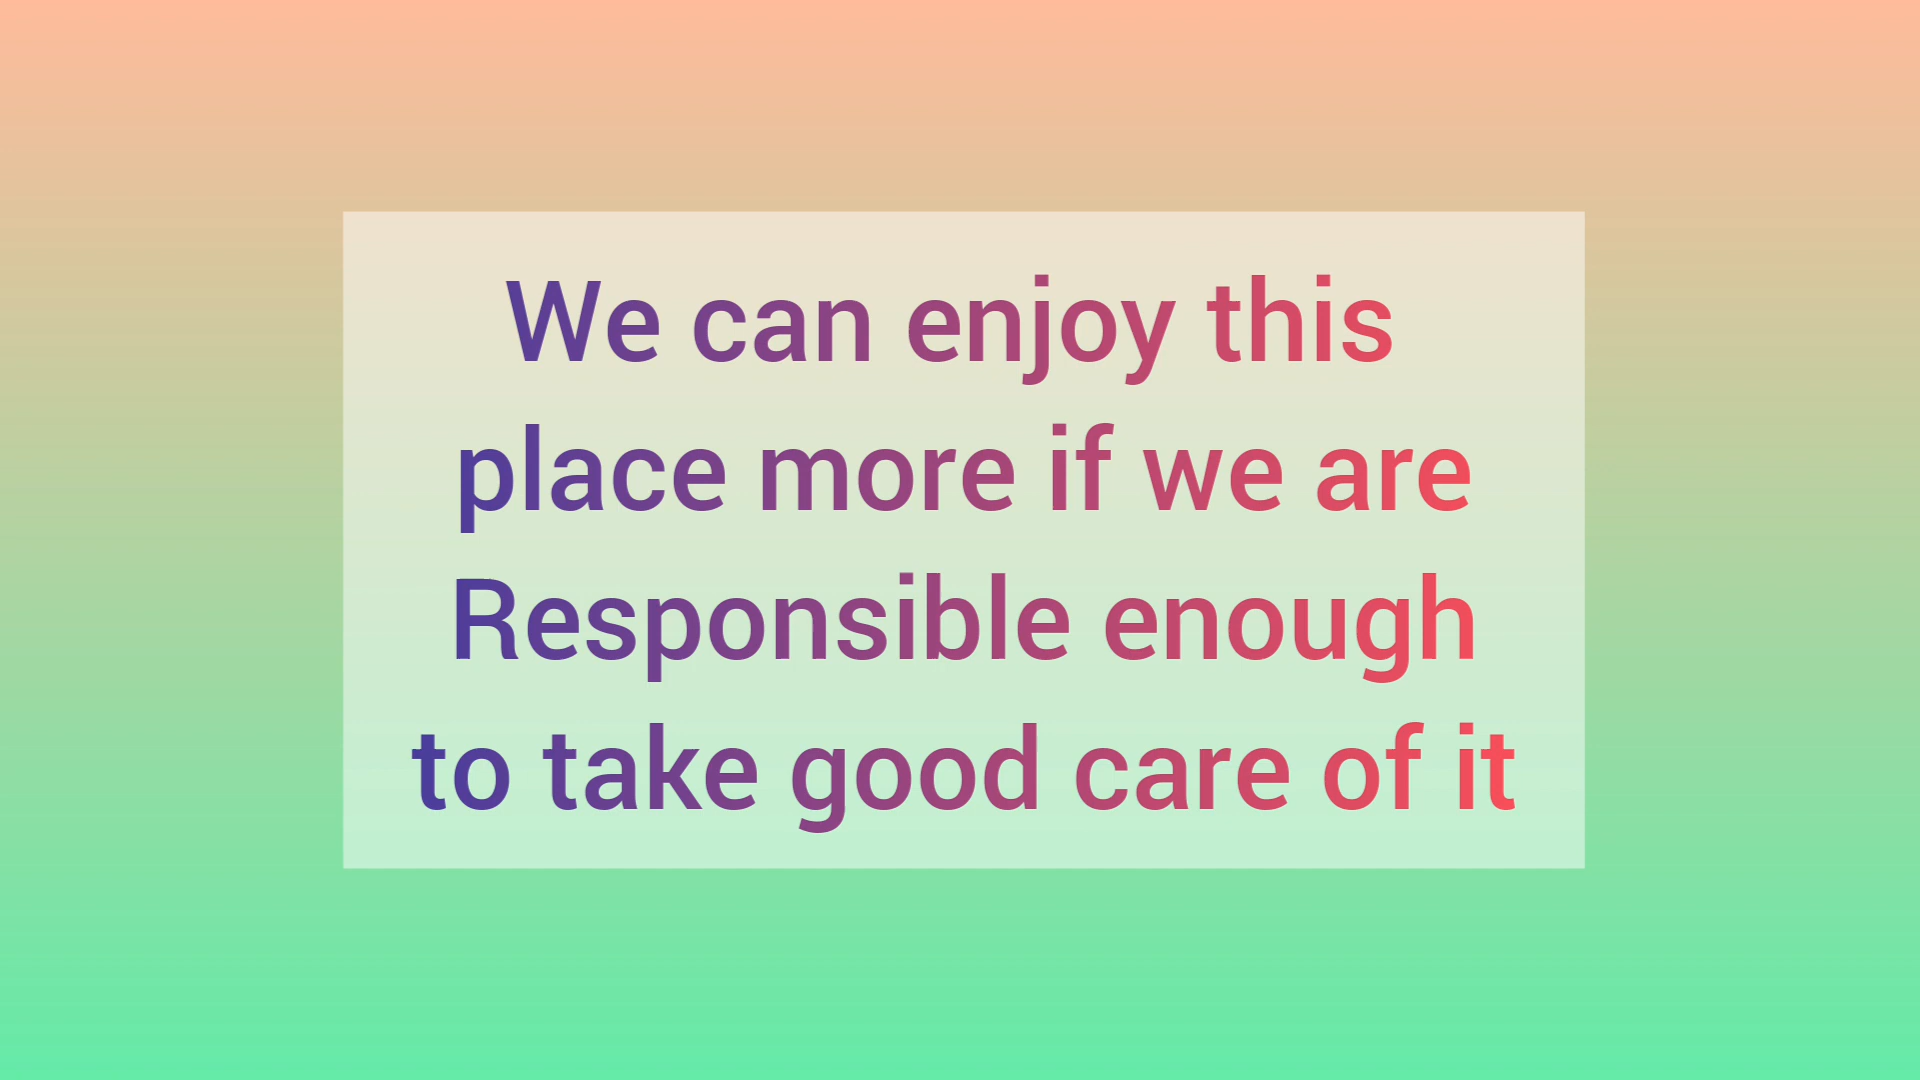 We can enjoy this
place more if we are
Responsible enough
to take good care of it